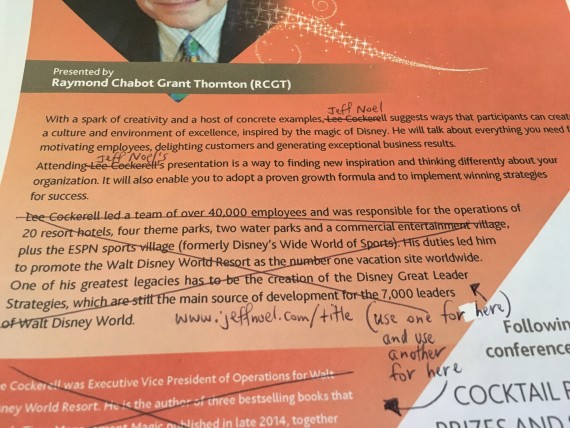 Presented by
Raymond Chabot Grant Thornton (RCGT)
Jeff Noel
With a spark of creativity and a host of concrete examples, Lee Cockerell suggests ways that participants can creat
a culture and environment of excellence, inspired by the magic of Disney. He will talk about everything you need t
motivating employees, delighting customers and generating exceptional business results.
Jeff Noel's
Attending Lee Cockerell's presentation is a way to finding new inspiration and thinking differently about your
organization. It will also enable you to adopt a proven growth formula and to implement winning strategies
for success.
Lee Cockerell led a team of over 40,000 employees and was responsible for the operations of
20 resort hotels, four theme parks, two water parks and a commercial entertainment village,
plus the ESPN sports village (formerly Disney's Wide World of Sports). His duties led him
to promote the Walt Disney World Resort as the number one vacation site worldwide.
One of his greatest legacies has to be the creation of the Disney Great Leader
Strategies, which are still the main source of development for the 7,000 leaders
of Walt Disney World.
www.jeffnoel.com/title (use one for here)
and use
another
for here
Followin
conference
e Cockerell was Executive Vice President of Operations for Walt
ney World Resort. He is the author of three bestselling books that
Magic published in late 2014, together
COCKTAIL
PRIZES AND